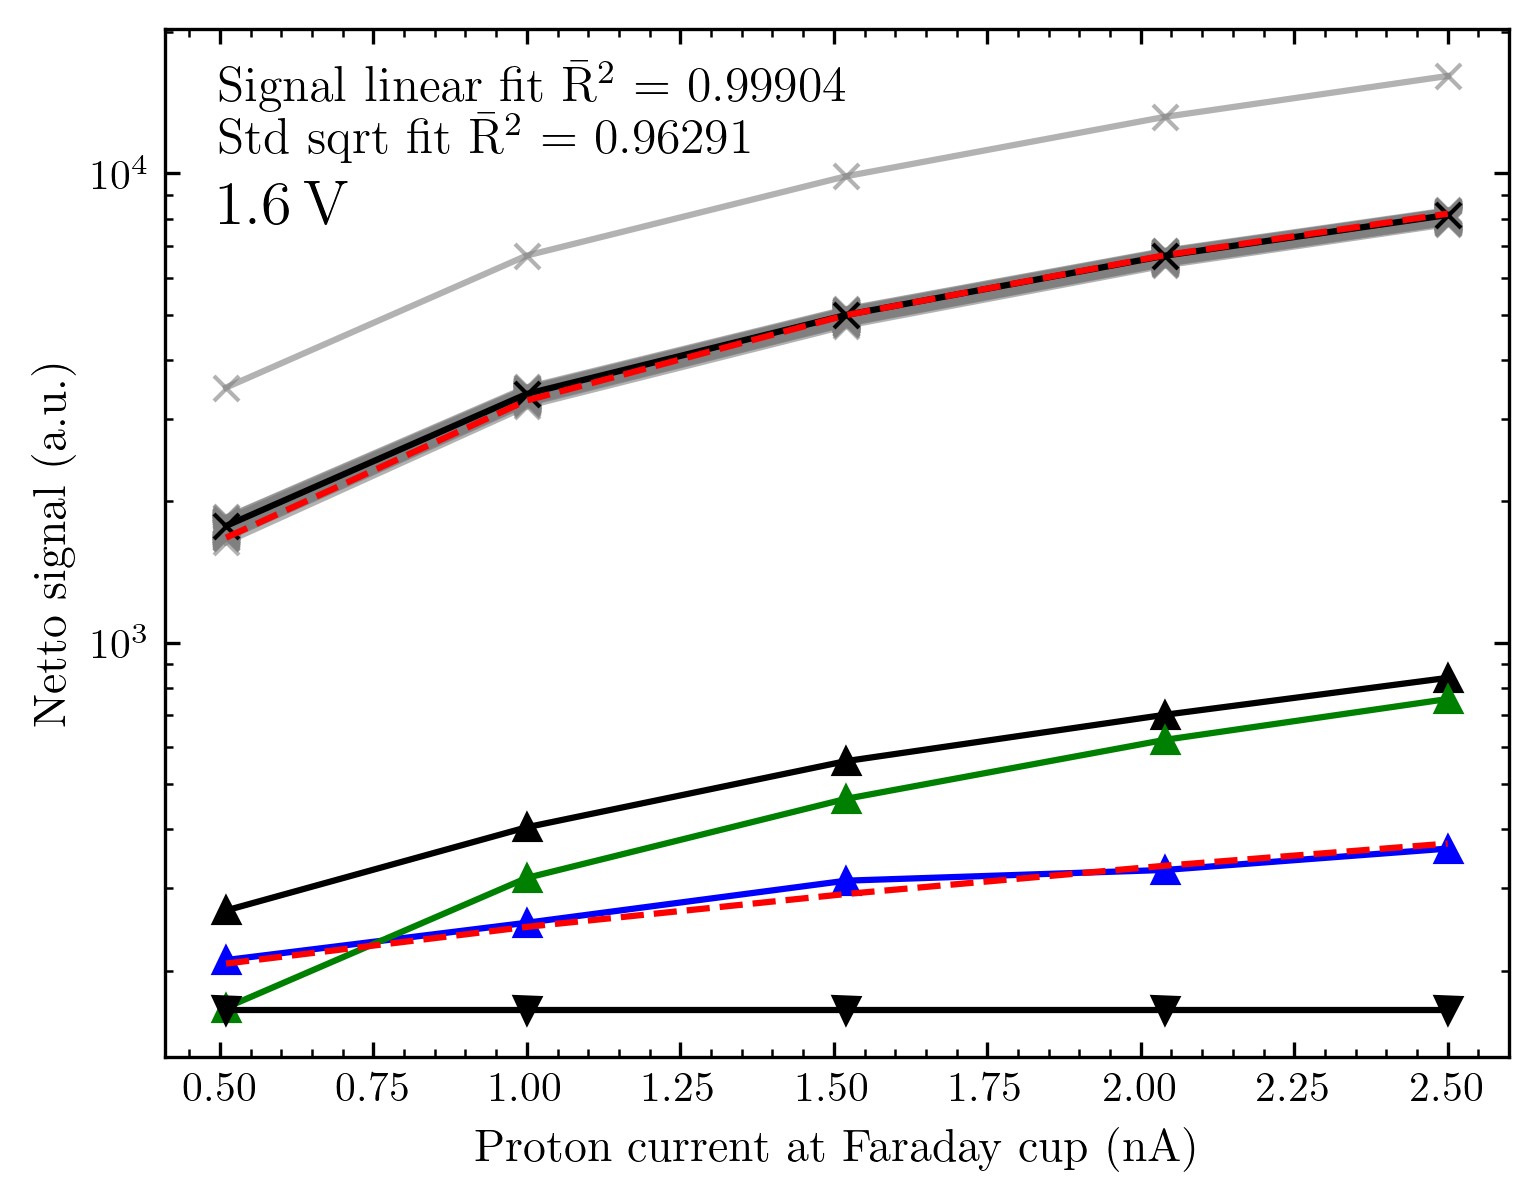 Signal linear fit R̄² = 0.99904
Std sqrt fit R̄² = 0.96291
1.6 V
10⁴
10³
Netto signal (a.u.)
0.50 0.75 1.00 1.25 1.50 1.75 2.00 2.25 2.50
Proton current at Faraday cup (nA)